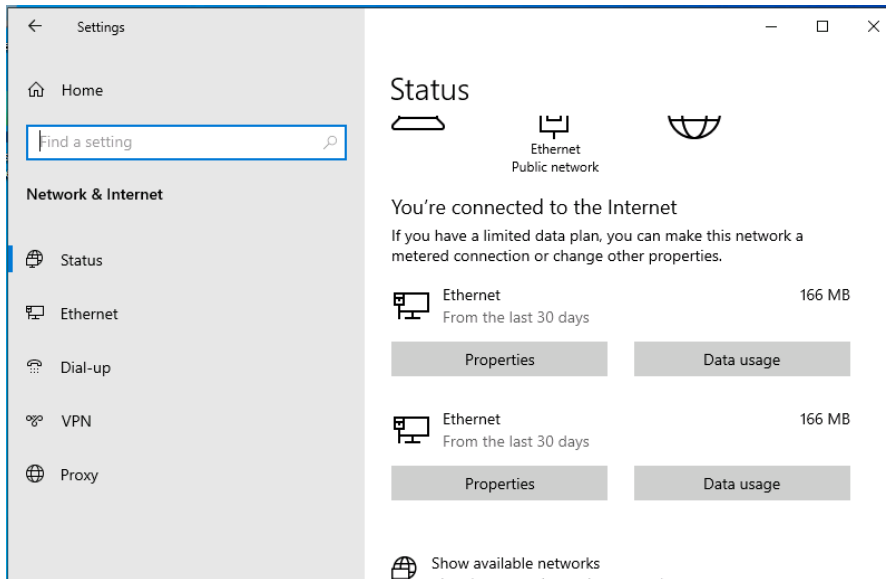 Settings
Home
Find a setting
Network & Internet
Status
Ethernet
Dial-up
VPN
Proxy
Status
Ethernet
Public network
You're connected to the Internet
If you have a limited data plan, you can make this network a
metered connection or change other properties.
Ethernet 166 MB
From the last 30 days
Properties Data usage
Ethernet 166 MB
From the last 30 days
Properties Data usage
Show available networks